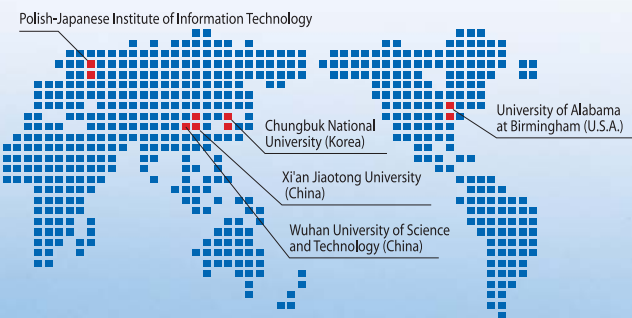 Polish-Japanese Institute of Information Technology
University of Alabama
at Birmingham (U.S.A.)
Chungbuk National
University (Korea)
Xi'an Jiaotong University
(China)
Wuhan University of Science
and Technology (China)